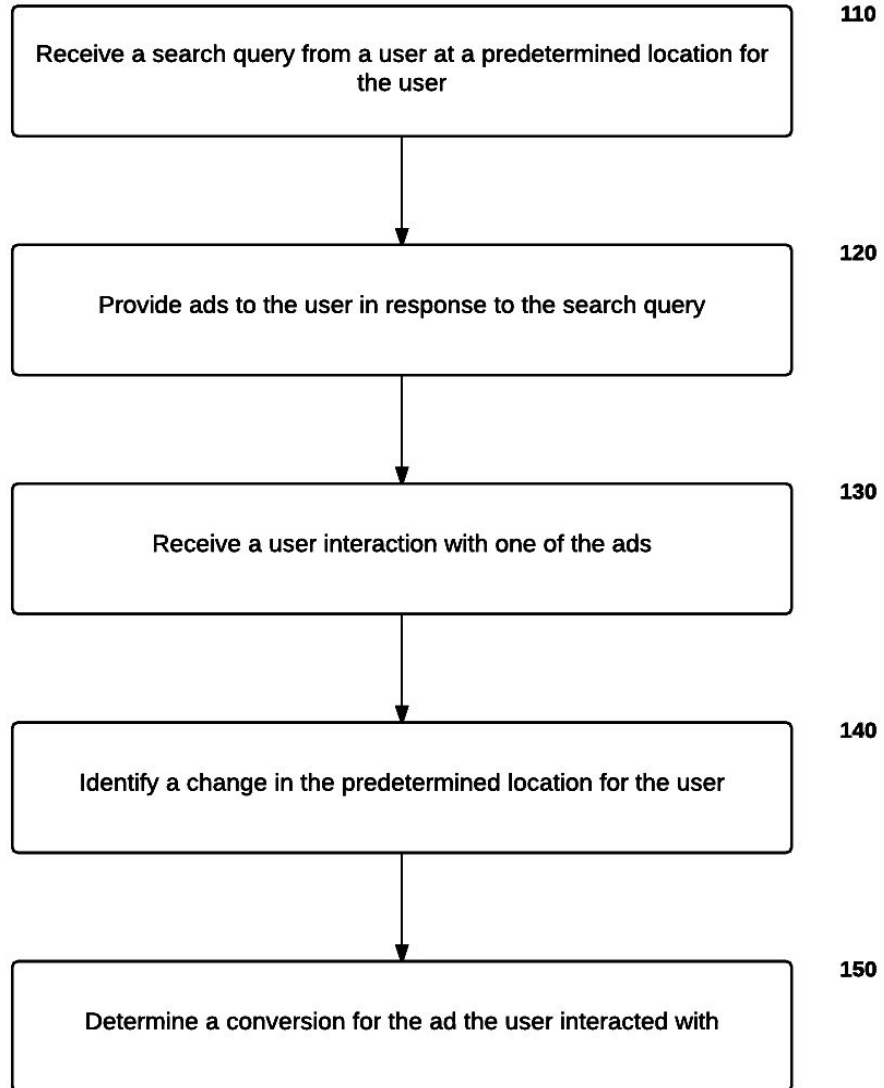 110
Receive a search query from a user at a predetermined location for
the user
120
Provide ads to the user in response to the search query
130
Receive a user interaction with one of the ads
140
Identify a change in the predetermined location for the user
150
Determine a conversion for the ad the user interacted with